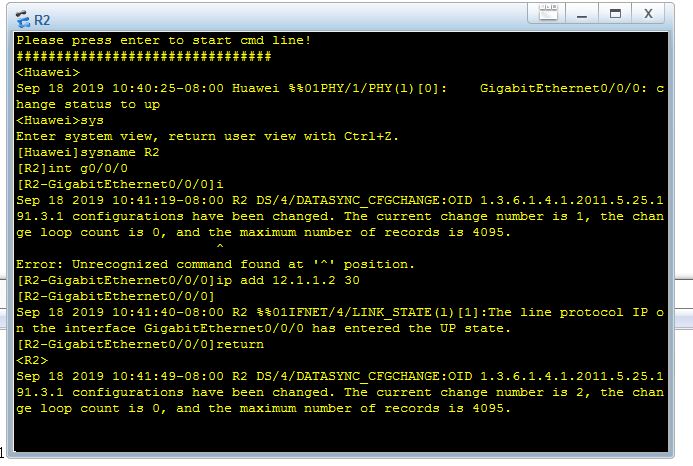 R2
Please press enter to start cmd line!
################################
<Huawei>
Sep 18 2019 10:40:25-08:00 Huawei %%01PHY/1/PHY(l)[0]:    GigabitEthernet0/0/0: c
hange status to up
<Huawei>sys
Enter system view, return user view with Ctrl+Z.
[Huawei]sysname R2
[R2]int g0/0/0
[R2-GigabitEthernet0/0/0]i
Sep 18 2019 10:41:19-08:00 R2 DS/4/DATASYNC_CFGCHANGE:OID 1.3.6.1.4.1.2011.5.25.1
91.3.1 configurations have been changed. The current change number is 1, the chan
ge loop count is 0, and the maximum number of records is 4095.
                         ^
Error: Unrecognized command found at '^' position.
[R2-GigabitEthernet0/0/0]ip add 12.1.1.2 30
[R2-GigabitEthernet0/0/0]
Sep 18 2019 10:41:40-08:00 R2 %%01IFNET/4/LINK_STATE(l)[1]:The line protocol IP o
n the interface GigabitEthernet0/0/0 has entered the UP state.
[R2-GigabitEthernet0/0/0]return
<R2>
Sep 18 2019 10:41:49-08:00 R2 DS/4/DATASYNC_CFGCHANGE:OID 1.3.6.1.4.1.2011.5.25.1
91.3.1 configurations have been changed. The current change number is 2, the chan
ge loop count is 0, and the maximum number of records is 4095.
1